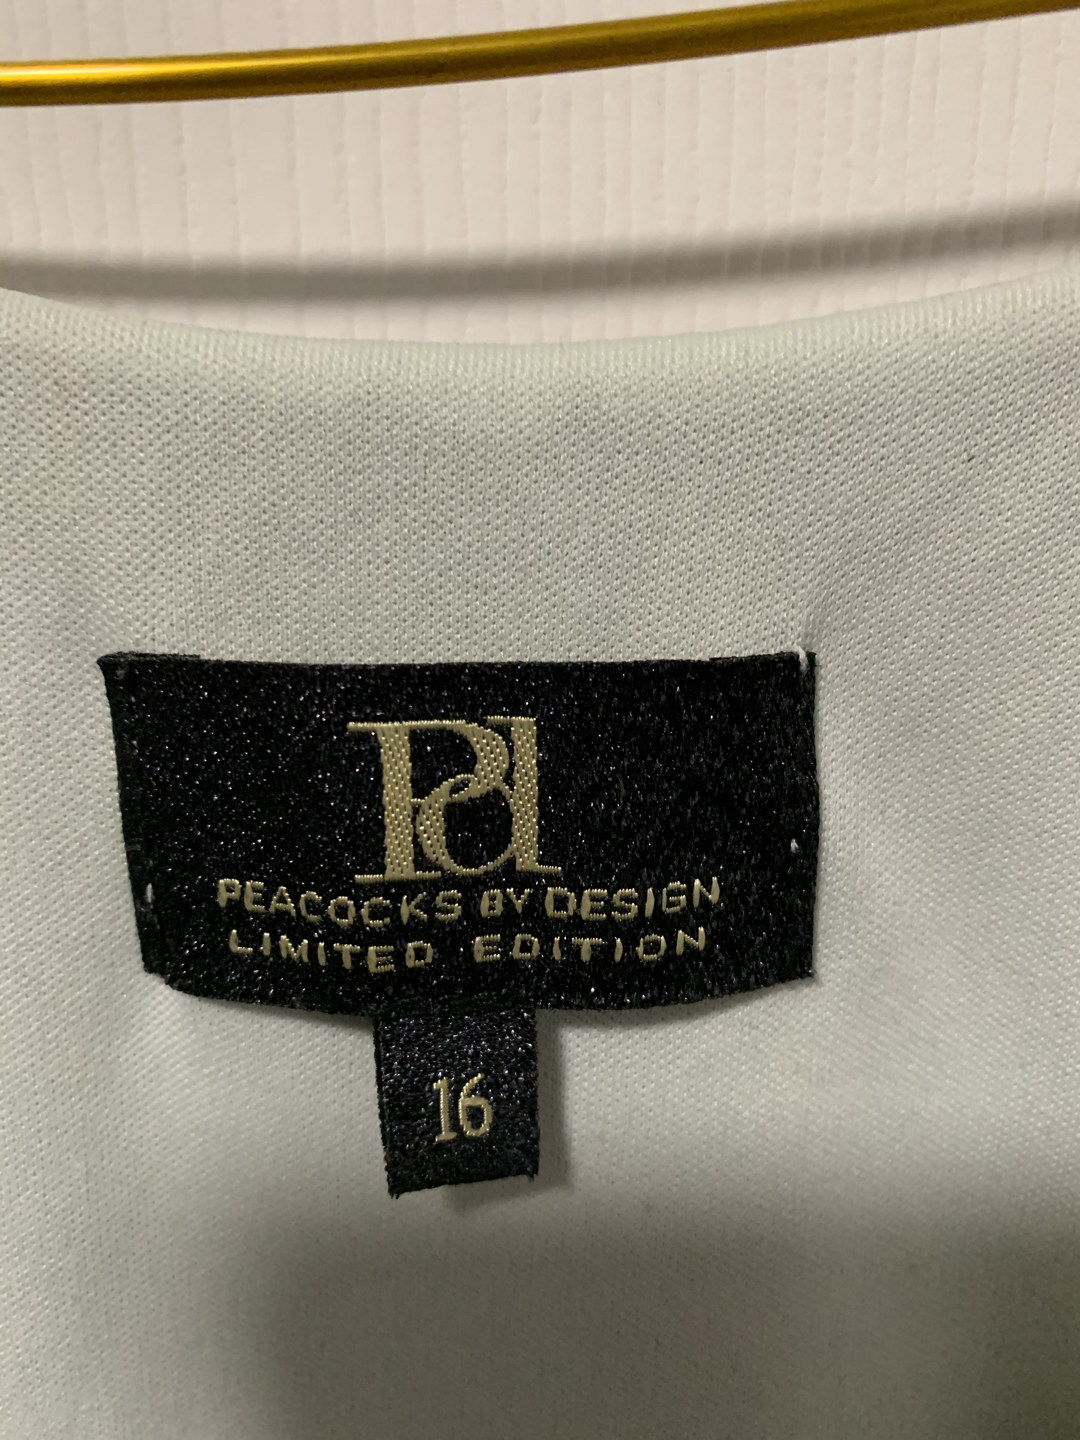 Pd
PEACOCKS BY DESIGN
LIMITED EDITION
16